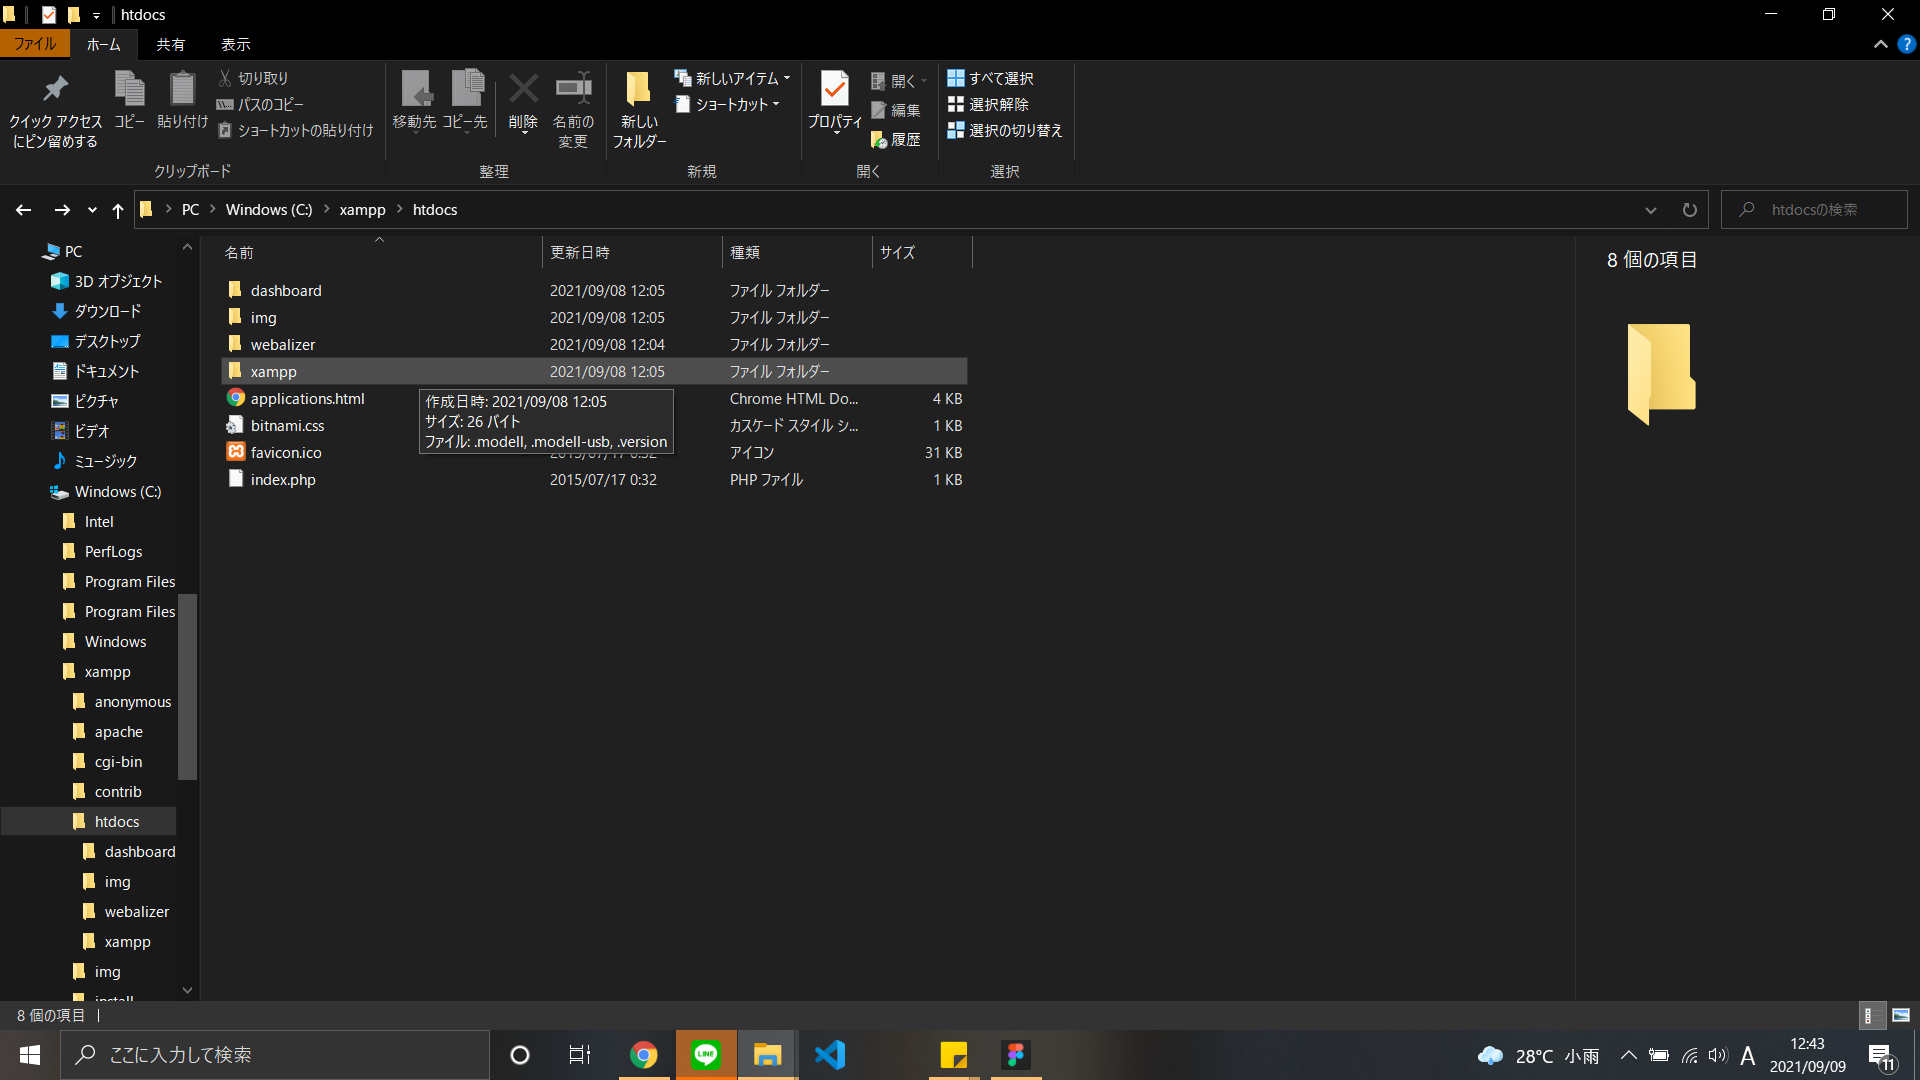 htdocs
ファイル
ホーム
共有
表示
クイック アクセス
にピン留めする
コピー
貼り付け
切り取り
パスのコピー
ショートカットの貼り付け
クリップボード
移動先
コピー先
削除
名前の
変更
整理
新しい
フォルダー
新しいアイテム
ショートカット
新規
プロパティ
開く
編集
履歴
開く
すべて選択
選択解除
選択の切り替え
選択
PC > Windows (C:) > xampp > htdocs
htdocsの検索
PC
3D オブジェクト
ダウンロード
デスクトップ
ドキュメント
ピクチャ
ビデオ
ミュージック
Windows (C:)
Intel
PerfLogs
Program Files
Program Files
Windows
xampp
anonymous
apache
cgi-bin
contrib
htdocs
dashboard
img
webalizer
xampp
img
install
名前 更新日時 種類 サイズ
dashboard 2021/09/08 12:05 ファイル フォルダー
img 2021/09/08 12:05 ファイル フォルダー
webalizer 2021/09/08 12:04 ファイル フォルダー
xampp 2021/09/08 12:05 ファイル フォルダー
applications.html Chrome HTML Do... 4 KB
bitnami.css カスケード スタイル シ... 1 KB
favicon.ico 2015/07/17 0:32 アイコン 31 KB
index.php 2015/07/17 0:32 PHP ファイル 1 KB
作成日時: 2021/09/08 12:05
サイズ: 26 バイト
ファイル: .modell, .modell-usb, .version
8 個の項目
8 個の項目
ここに入力して検索
LINE
28°C 小雨
A
12:43
2021/09/09
11